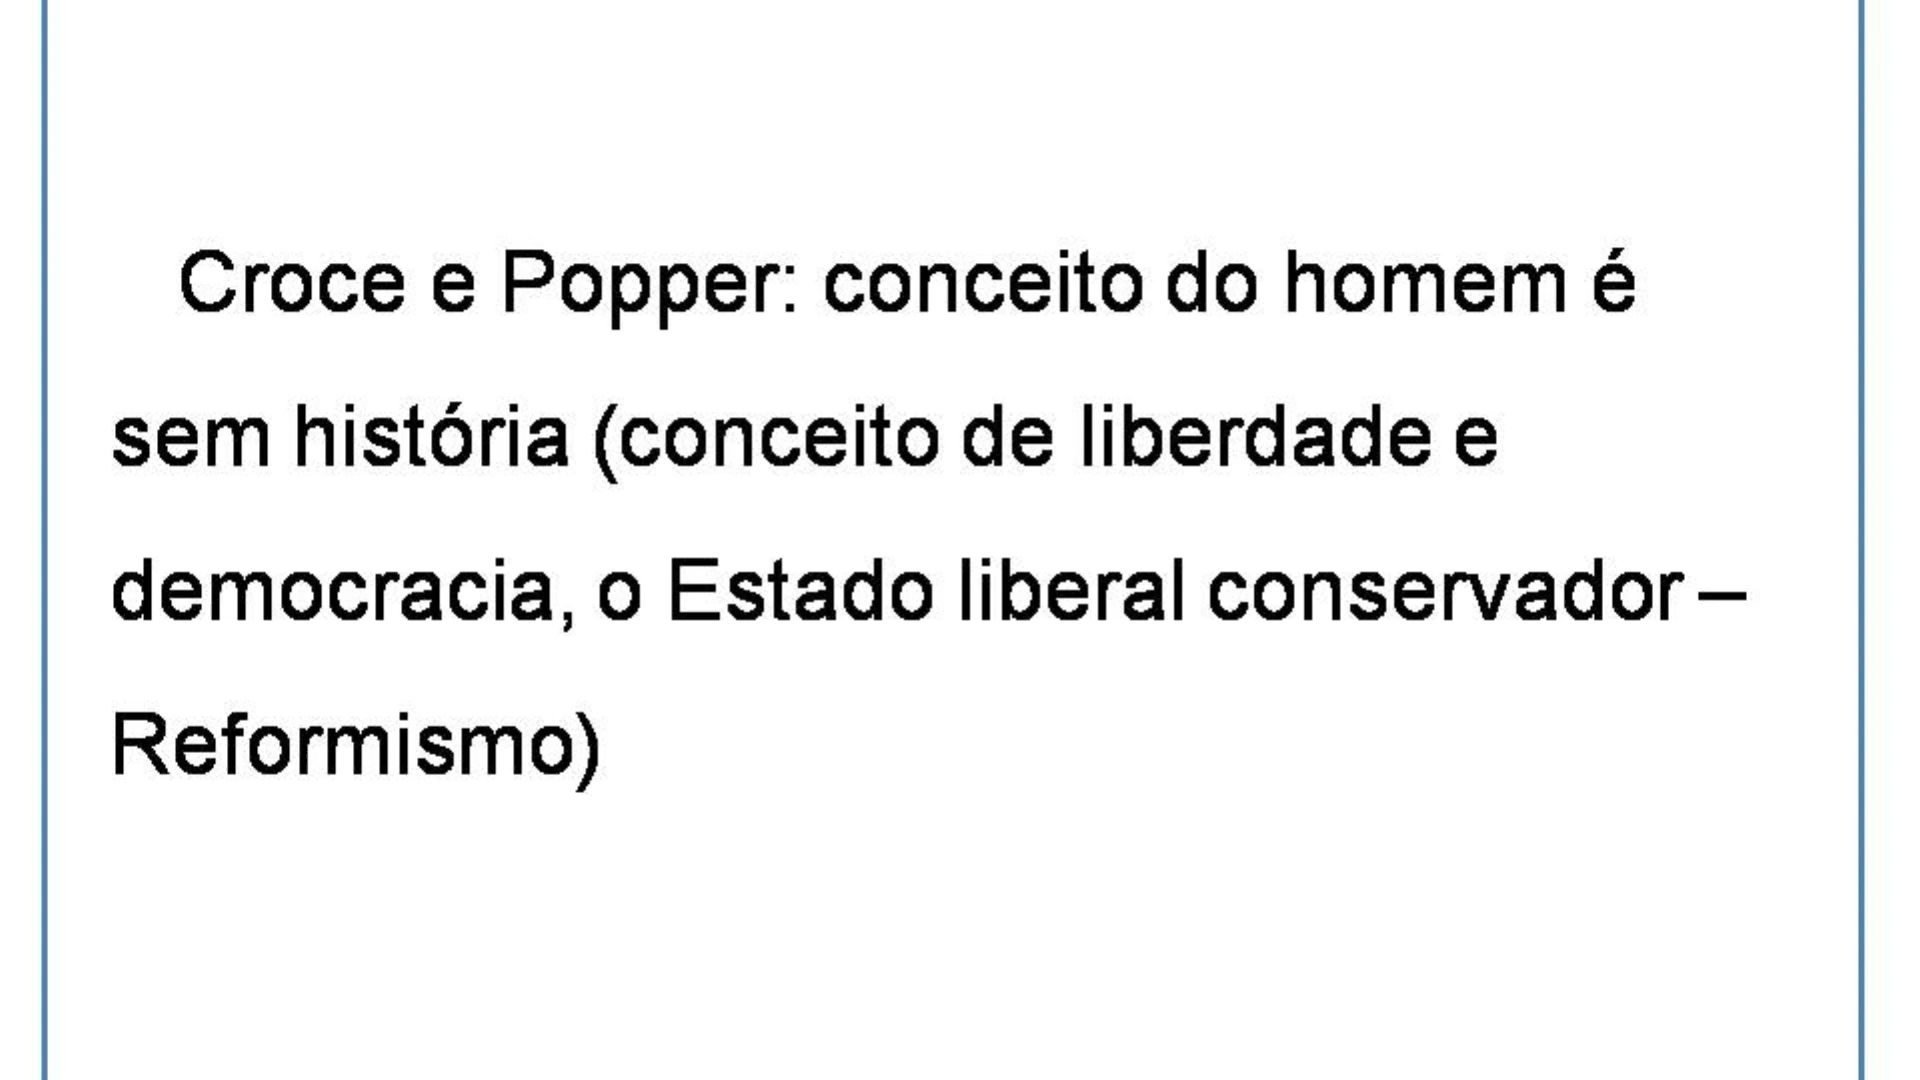 Croce e Popper: conceito do homem é
sem história (conceito de liberdade e
democracia, o Estado liberal conservador –
Reformismo)